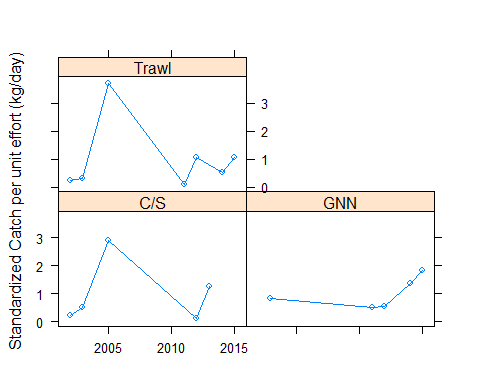 Standardized Catch per unit effort (kg/day)
Trawl
3
2
1
0
C/S
GNN
3
2
1
0
2005 2010 2015